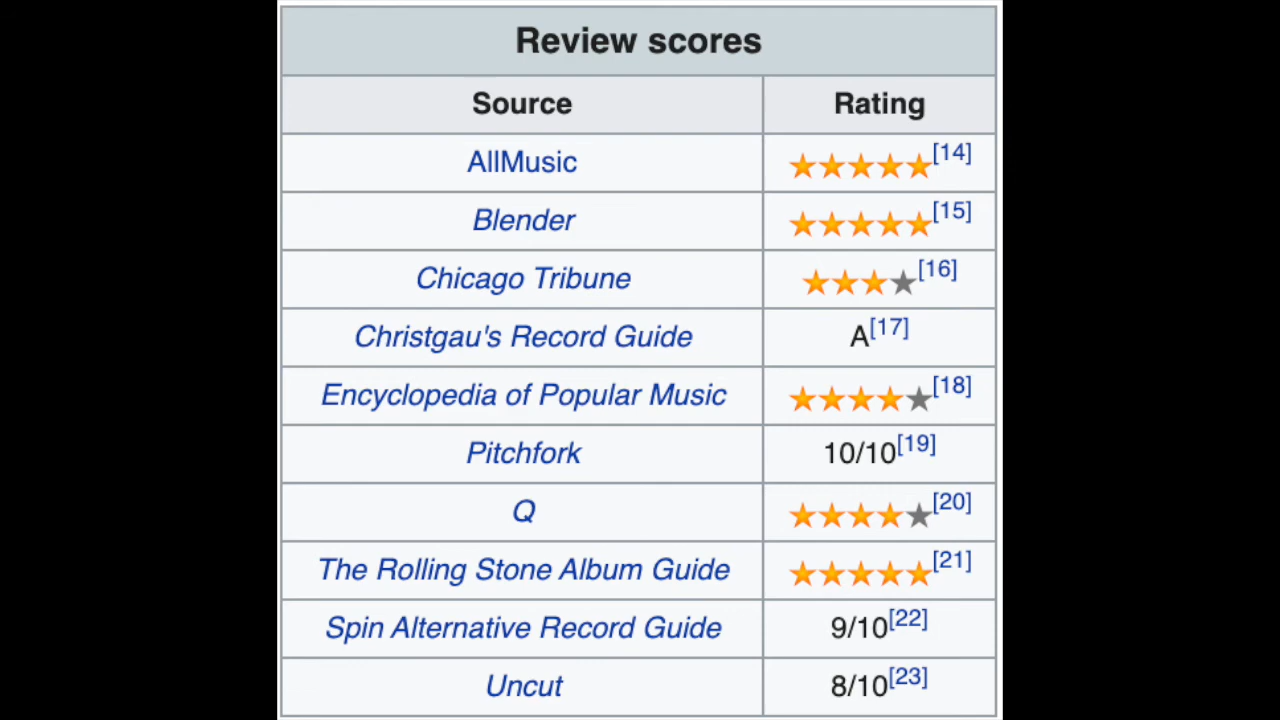 Review scores
Source Rating
AllMusic ★★★★★[14]
Blender ★★★★★[15]
Chicago Tribune ★★★★[16]
Christgau's Record Guide A[17]
Encyclopedia of Popular Music ★★★★★[18]
Pitchfork 10/10[19]
Q ★★★★★[20]
The Rolling Stone Album Guide ★★★★★[21]
Spin Alternative Record Guide 9/10[22]
Uncut 8/10[23]